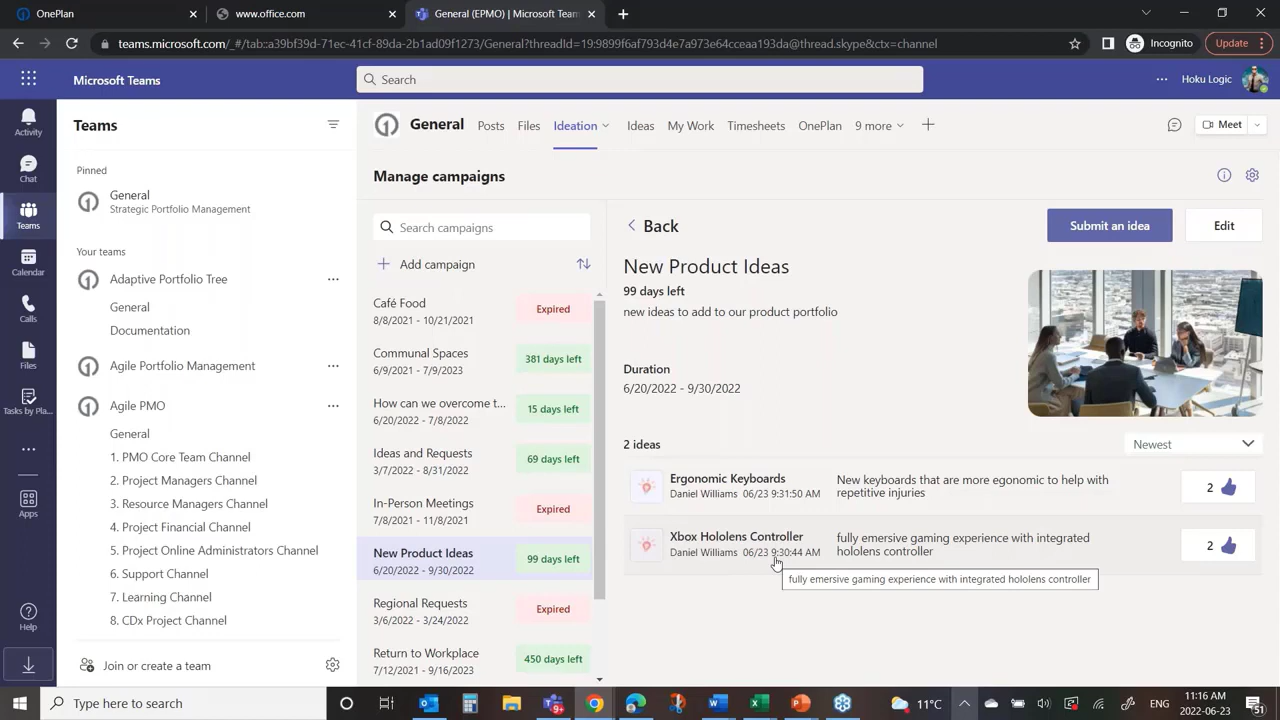 OnePlan
www.office.com
General (EPMO) | Microsoft Teams
teams.microsoft.com/_#/tab::a39bf39d-71ec-41cf-89da-2b1ad09f1273/General?threadId=19:9899f6af793d4e7a973e64cceaa193da@thread.skype&ctx=channel
Incognito
Update
Microsoft Teams
Search
Hoku Logic
Activity
Chat
Teams
Calendar
Calls
Files
Tasks by Pla...
Apps
Help
Teams
Pinned
General
Strategic Portfolio Management
Your teams
Adaptive Portfolio Tree
General
Documentation
Agile Portfolio Management
Agile PMO
General
1. PMO Core Team Channel
2. Project Managers Channel
3. Resource Managers Channel
4. Project Financial Channel
5. Project Online Administrators Channel
6. Support Channel
7. Learning Channel
8. CDx Project Channel
Join or create a team
General Posts Files Ideation Ideas My Work Timesheets OnePlan 9 more
Meet
Manage campaigns
Search campaigns
Add campaign
Café Food
8/8/2021 - 10/21/2021
Expired
Communal Spaces
6/9/2021 - 7/9/2023
381 days left
How can we overcome t...
6/20/2022 - 7/8/2022
15 days left
Ideas and Requests
3/7/2022 - 8/31/2022
69 days left
In-Person Meetings
7/8/2021 - 11/8/2021
Expired
New Product Ideas
6/20/2022 - 9/30/2022
99 days left
Regional Requests
3/6/2022 - 3/24/2022
Expired
Return to Workplace
7/12/2021 - 9/16/2023
450 days left
Back
Submit an idea
Edit
New Product Ideas
99 days left
new ideas to add to our product portfolio
Duration
6/20/2022 - 9/30/2022
2 ideas
Newest
Ergonomic Keyboards
Daniel Williams 06/23 9:31:50 AM
New keyboards that are more egonomic to help with
repetitive injuries
2
Xbox Hololens Controller
Daniel Williams 06/23 9:30:44 AM
fully emersive gaming experience with integrated
hololens controller
2
fully emersive gaming experience with integrated hololens controller
Type here to search
9+
11°C
ENG
11:16 AM
2022-06-23
51